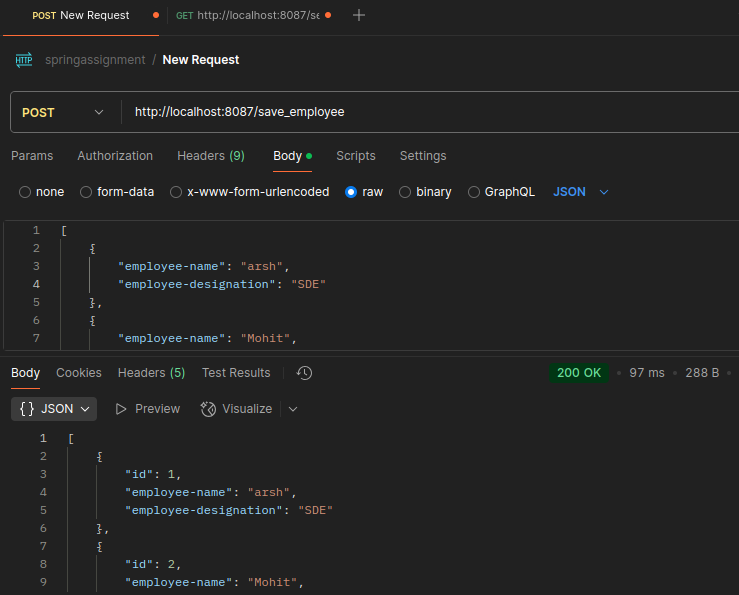 POST New Request GET http://localhost:8087/se
HTTP springassignment / New Request
POST http://localhost:8087/save_employee
Params Authorization Headers (9) Body Scripts Settings
none form-data x-www-form-urlencoded raw binary GraphQL JSON
1 [
2 {
3 "employee-name": "arsh",
4 "employee-designation": "SDE"
5 },
6 {
7 "employee-name": "Mohit",
Body Cookies Headers (5) Test Results 200 OK • 97 ms • 288 B •
{} JSON Preview Visualize
1 [
2 {
3 "id": 1,
4 "employee-name": "arsh",
5 "employee-designation": "SDE"
6 },
7 {
8 "id": 2,
9 "employee-name": "Mohit",